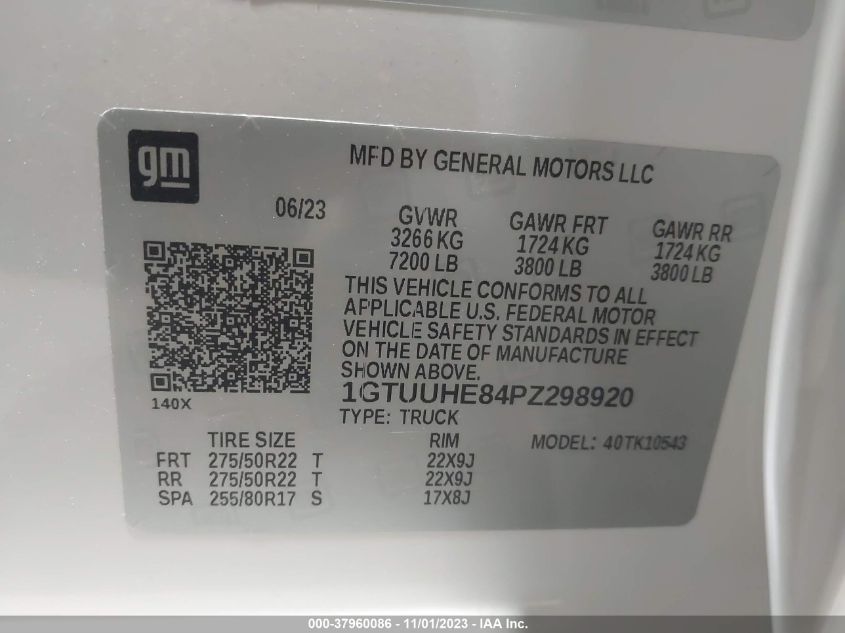 gm
MFD BY GENERAL MOTORS LLC
06/23
GVWR GAWR FRT GAWR RR
3266 KG 1724 KG 1724 KG
7200 LB 3800 LB 3800 LB
THIS VEHICLE CONFORMS TO ALL
APPLICABLE U.S. FEDERAL MOTOR
VEHICLE SAFETY STANDARDS IN EFFECT
ON THE DATE OF MANUFACTURE
SHOWN ABOVE.
1GTUUHE84PZ298920
140X
TYPE: TRUCK
TIRE SIZE RIM MODEL: 40TK10543
FRT 275/50R22 T 22X9J
RR 275/50R22 T 22X9J
SPA 255/80R17 S 17X8J
000-37960086 - 11/01/2023 - IAA Inc.